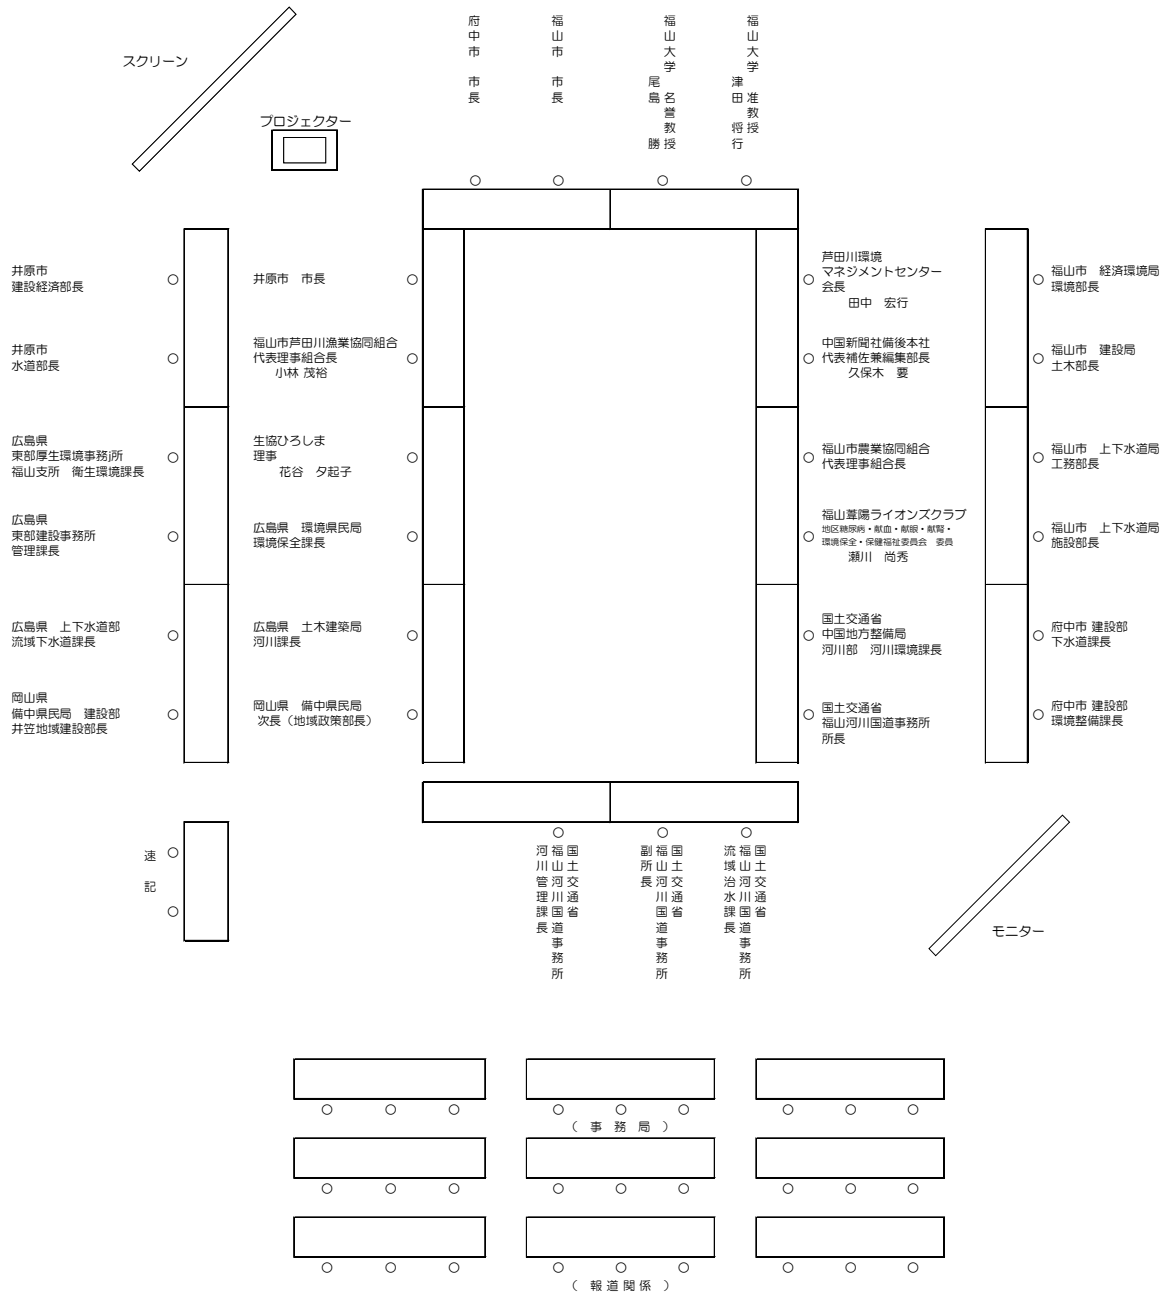 スクリーン
プロジェクター
府中市　市長
福山市　市長
福山大学　名誉教授
尾島　勝
福山大学　准教授
津田　将行
井原市
建設経済部長
井原市
水道部長
広島県
東部厚生環境事務j所
福山支所　衛生環境課長
広島県
東部建設事務所
管理課長
広島県　上下水道部
流域下水道課長
岡山県
備中県民局　建設部
井笠地域建設部長
井原市　市長
福山市芦田川漁業協同組合
代表理事組合長
小林 茂裕
生協ひろしま
理事
花谷　夕起子
広島県　環境県民局
環境保全課長
広島県　土木建築局
河川課長
岡山県　備中県民局
次長（地域政策部長）
芦田川環境
マネジメントセンター
会長
田中　宏行
中国新聞社備後本社
代表補佐兼編集部長
久保木　要
福山市農業協同組合
代表理事組合長
福山葦陽ライオンズクラブ
地区糖尿病・献血・献眼・献腎・
環境保全・保健福祉委員会　委員
瀬川　尚秀
国土交通省
中国地方整備局
河川部　河川環境課長
国土交通省
福山河川国道事務所
所長
福山市　経済環境局
環境部長
福山市　建設局
土木部長
福山市　上下水道局
工務部長
福山市　上下水道局
施設部長
府中市 建設部
下水道課長
府中市 建設部
環境整備課長
速　記
国土交通省
福山河川国道事務所
河川管理課長
国土交通省
福山河川国道事務所
副所長
国土交通省
福山河川国道事務所
流域治水課長
モニター
（　事　務　局　）
（　報 道 関 係　）